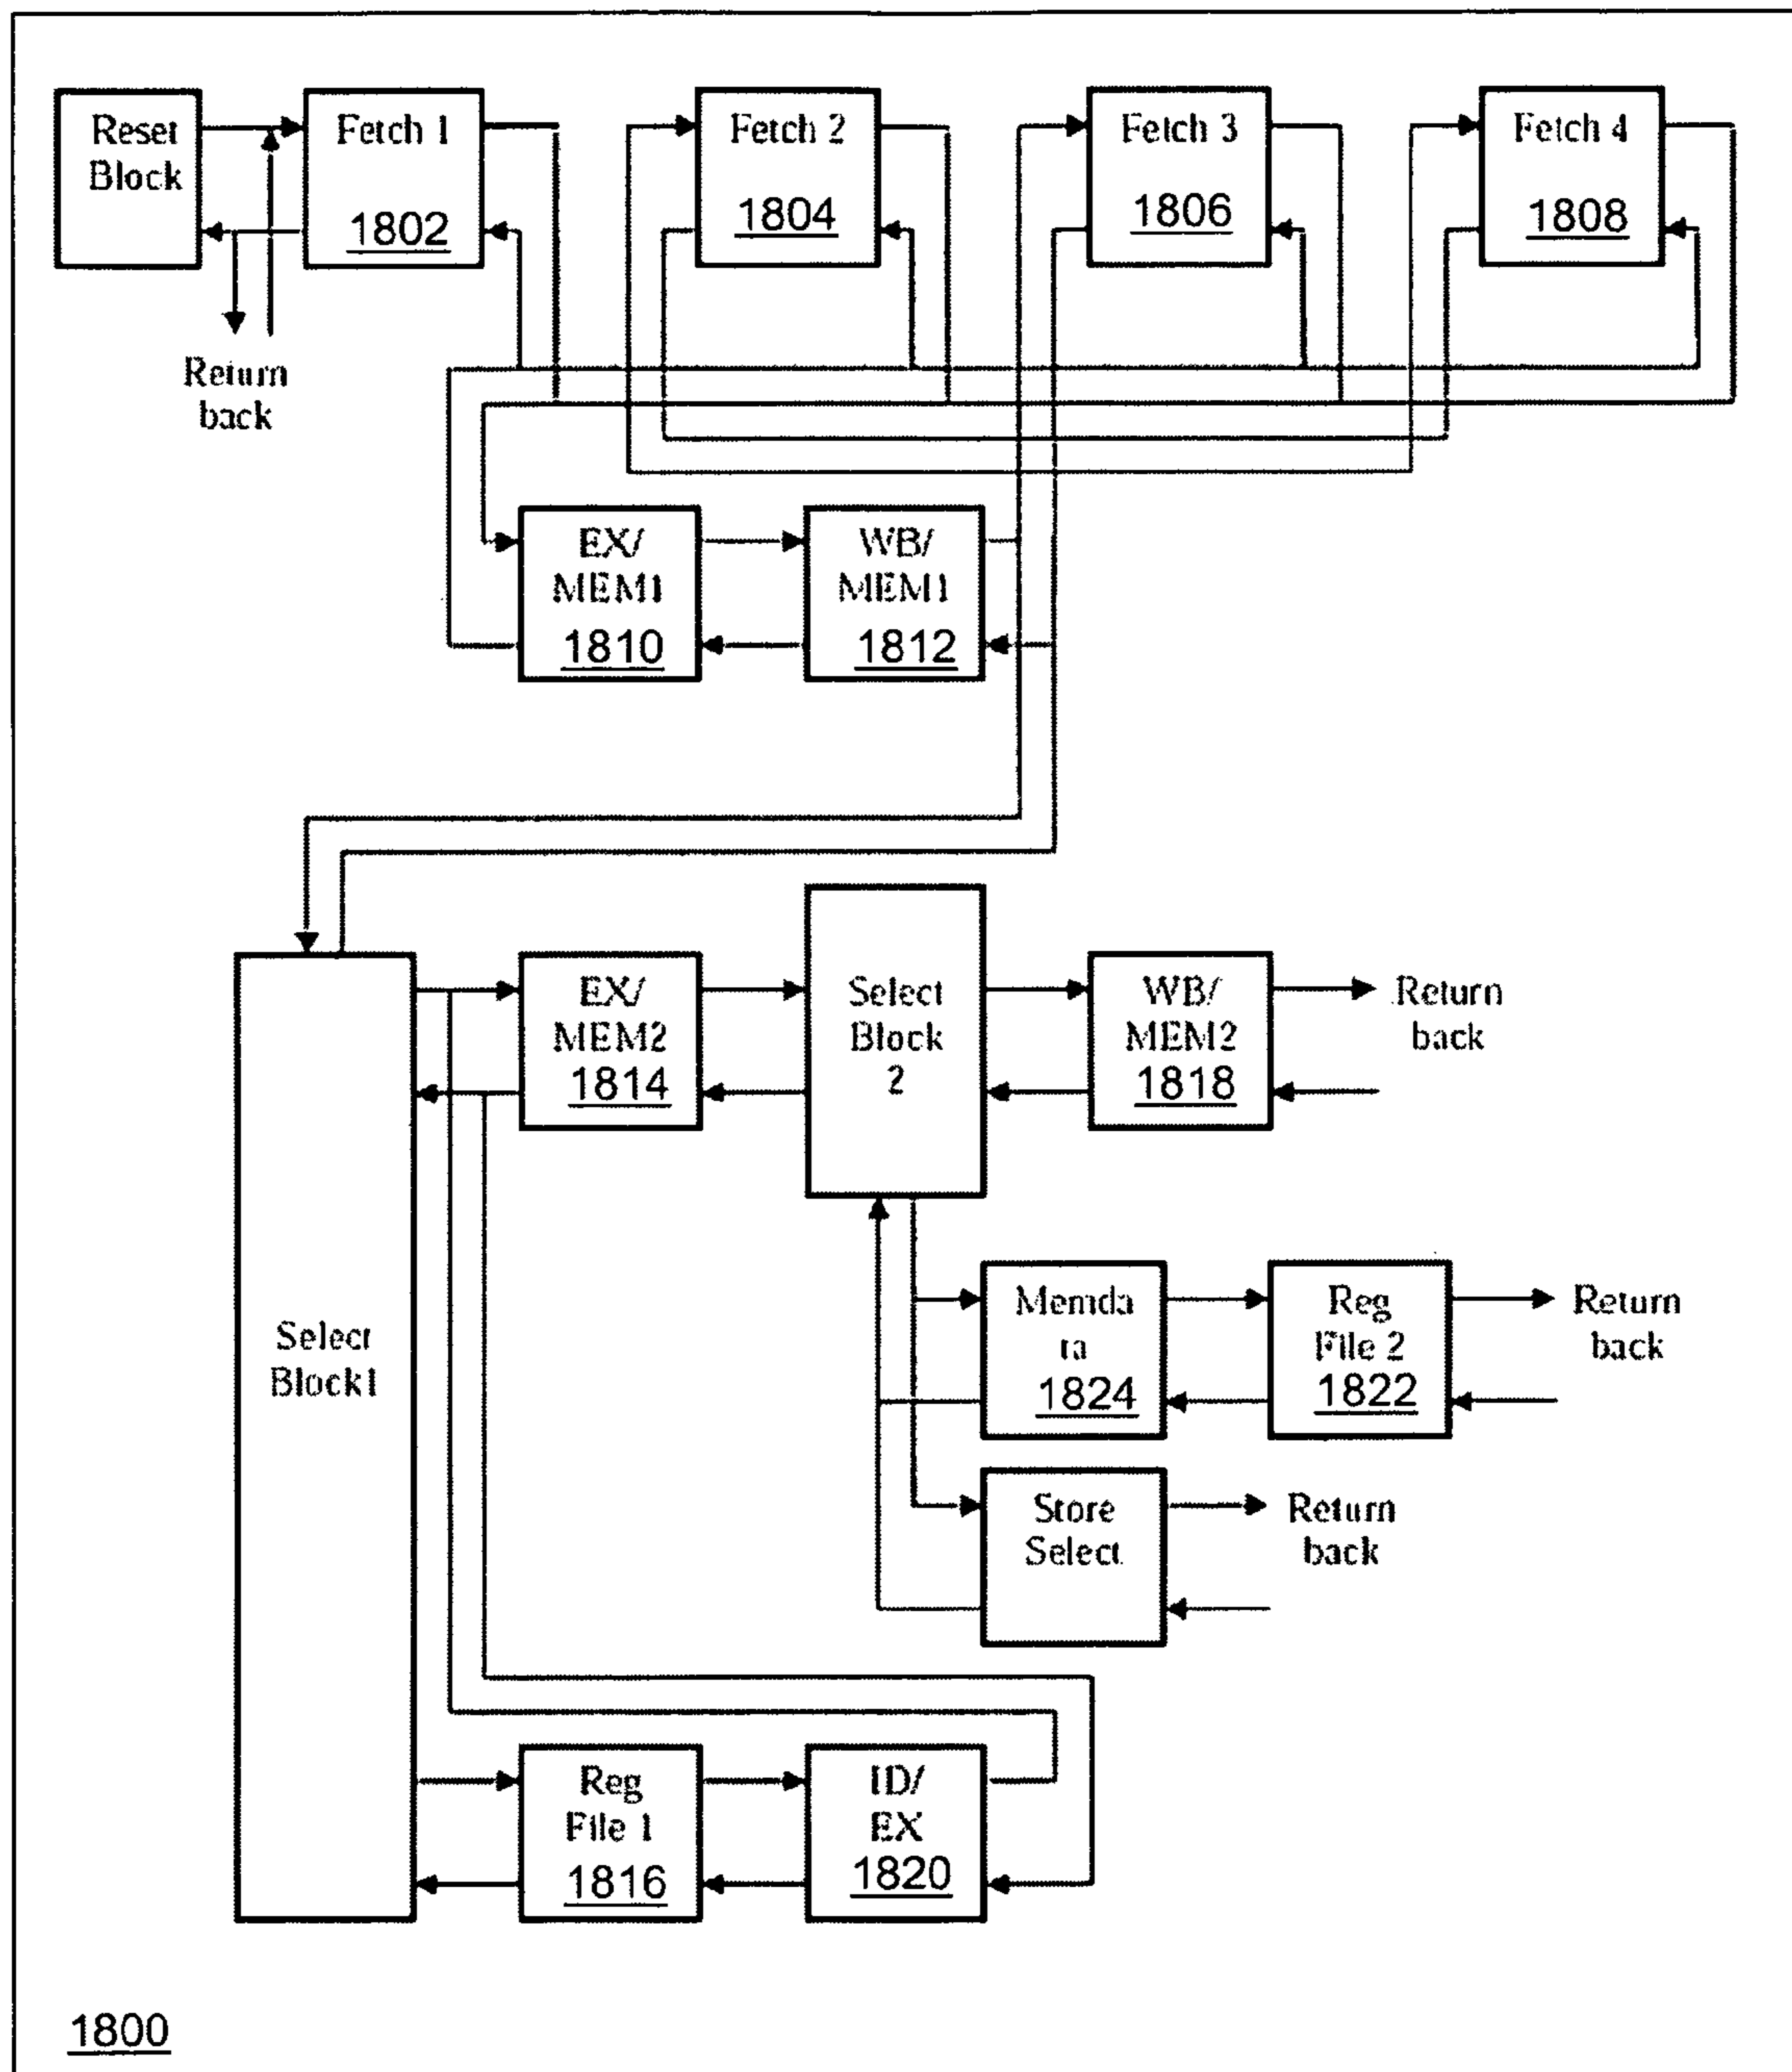 Reset
Block
Fetch 1
1802
Fetch 2
1804
Fetch 3
1806
Fetch 4
1808
Return
back
EX/
MEM1
1810
WB/
MEM1
1812
Select
Block1
EX/
MEM2
1814
Select
Block
2
WB/
MEM2
1818
Return
back
Memda
ta
1824
Reg
File 2
1822
Return
back
Store
Select
Return
back
Reg
File 1
1816
ID/
EX
1820
1800